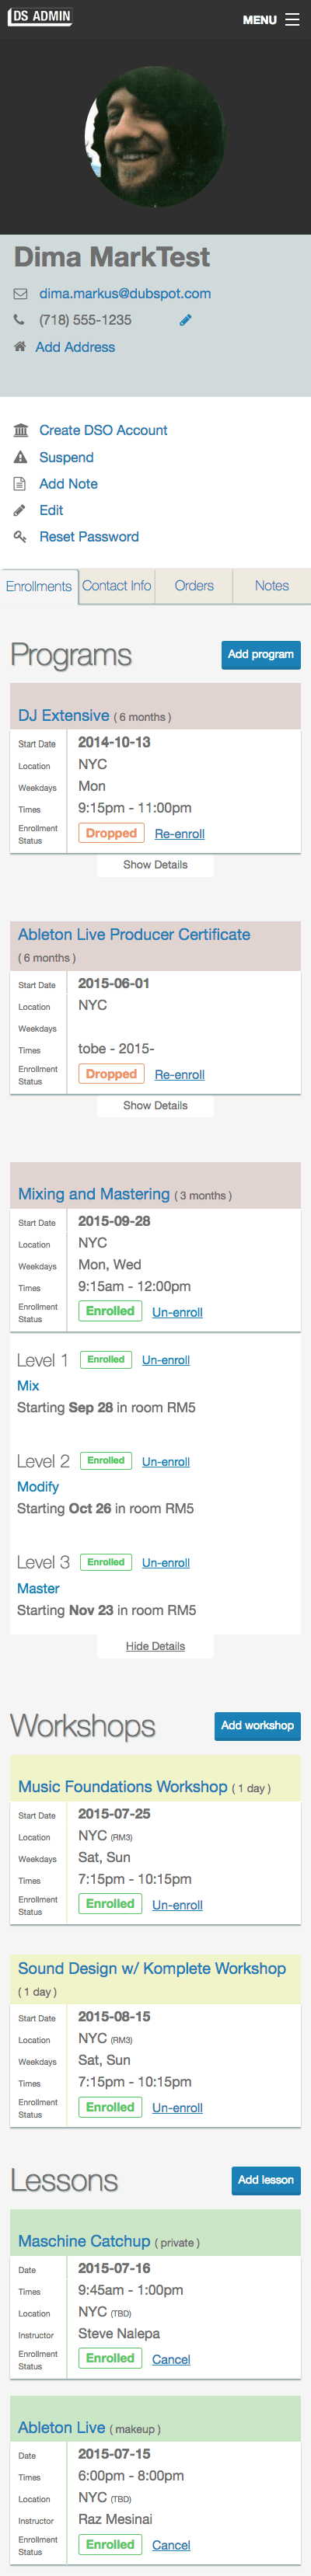 DS ADMIN
MENU
Dima MarkTest
dima.markus@dubspot.com
(718) 555-1235
Add Address
Create DSO Account
Suspend
Add Note
Edit
Reset Password
Enrollments Contact Info Orders Notes
Programs Add program
DJ Extensive ( 6 months )
Start Date 2014-10-13
Location NYC
Weekdays Mon
Times 9:15pm - 11:00pm
Enrollment Status Dropped Re-enroll
Show Details
Ableton Live Producer Certificate
( 6 months )
Start Date 2015-06-01
Location NYC
Weekdays
Times tobe - 2015-
Enrollment Status Dropped Re-enroll
Show Details
Mixing and Mastering ( 3 months )
Start Date 2015-09-28
Location NYC
Weekdays Mon, Wed
Times 9:15am - 12:00pm
Enrollment Status Enrolled Un-enroll
Level 1 Enrolled Un-enroll
Mix
Starting Sep 28 in room RM5
Level 2 Enrolled Un-enroll
Modify
Starting Oct 26 in room RM5
Level 3 Enrolled Un-enroll
Master
Starting Nov 23 in room RM5
Hide Details
Workshops Add workshop
Music Foundations Workshop ( 1 day )
Start Date 2015-07-25
Location NYC (RM3)
Weekdays Sat, Sun
Times 7:15pm - 10:15pm
Enrollment Status Enrolled Un-enroll
Sound Design w/ Komplete Workshop
( 1 day )
Start Date 2015-08-15
Location NYC (RM3)
Weekdays Sat, Sun
Times 7:15pm - 10:15pm
Enrollment Status Enrolled Un-enroll
Lessons Add lesson
Maschine Catchup ( private )
Date 2015-07-16
Times 9:45am - 1:00pm
Location NYC (TBD)
Instructor Steve Nalepa
Enrollment Status Enrolled Cancel
Ableton Live ( makeup )
Date 2015-07-15
Times 6:00pm - 8:00pm
Location NYC (TBD)
Instructor Raz Mesinai
Enrollment Status Enrolled Cancel